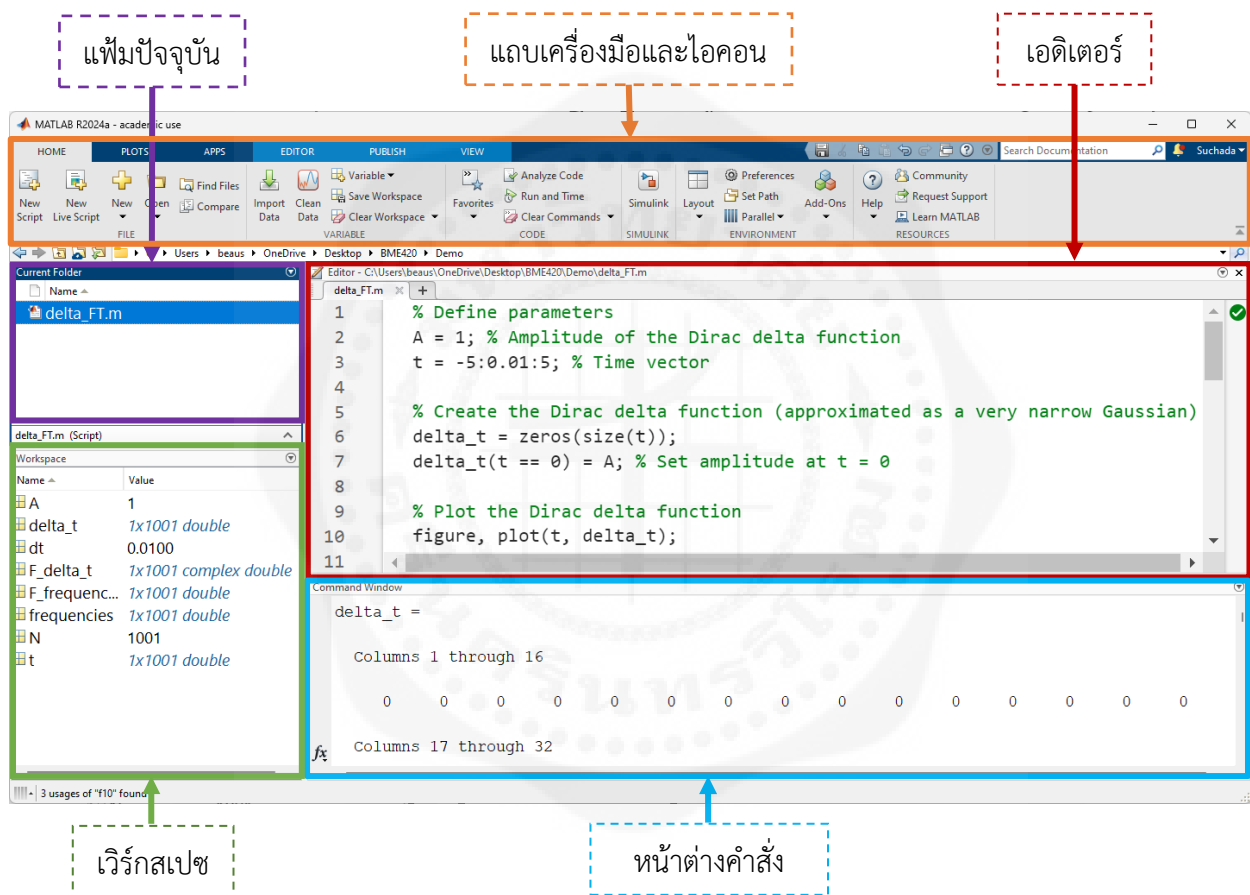 แฟ้มปัจจุบัน
แถบเครื่องมือและไอคอน
เอดิเตอร์
MATLAB R2024a - academic use
HOME PLOTS APPS EDITOR PUBLISH VIEW Search Documentation Suchada
New Script New Live Script New Open Find Files Compare Import Data Clean Data Variable Save Workspace Clear Workspace Favorites Analyze Code Run and Time Clear Commands Simulink Layout Preferences Set Path Parallel Add-Ons Help Community Request Support Learn MATLAB
FILE VARIABLE CODE SIMULINK ENVIRONMENT RESOURCES
Users beaus OneDrive Desktop BME420 Demo
Current Folder
Name
delta_FT.m
delta_FT.m (Script)
Workspace
Name Value
A 1
delta_t 1x1001 double
dt 0.0100
F_delta_t 1x1001 complex double
F_frequenc... 1x1001 double
frequencies 1x1001 double
N 1001
t 1x1001 double
Editor - C:\Users\beaus\OneDrive\Desktop\BME420\Demo\delta_FT.m
delta_FT.m
1 % Define parameters
2 A = 1; % Amplitude of the Dirac delta function
3 t = -5:0.01:5; % Time vector
4
5 % Create the Dirac delta function (approximated as a very narrow Gaussian)
6 delta_t = zeros(size(t));
7 delta_t(t == 0) = A; % Set amplitude at t = 0
8
9 % Plot the Dirac delta function
10 figure, plot(t, delta_t);
11
Command Window
delta_t =
Columns 1 through 16
0 0 0 0 0 0 0 0 0 0 0 0 0 0 0
Columns 17 through 32
fx
3 usages of "f10" found
เวิร์กสเปซ
หน้าต่างคำสั่ง